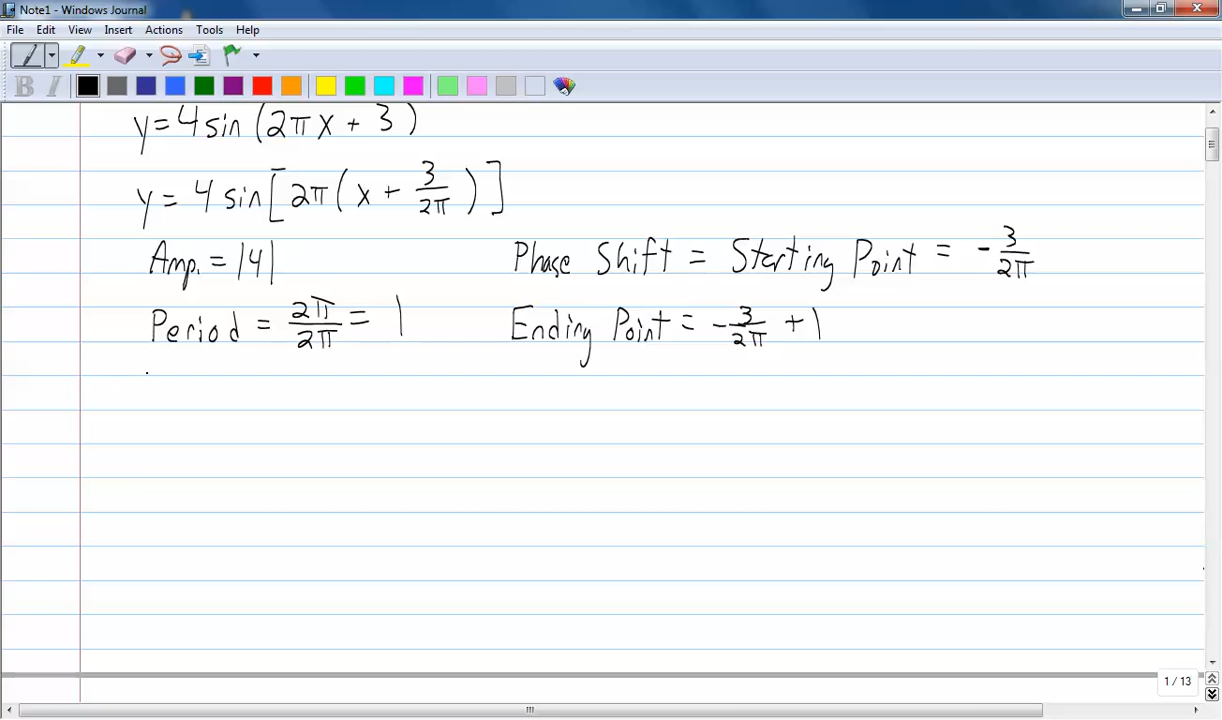 Note1 - Windows Journal
File Edit View Insert Actions Tools Help
B I
y = 4 sin (2πx + 3)
y = 4 sin [2π(x + 3/2π)]
Amp. = |4| Phase Shift = Starting Point = - 3/2π
Period = 2π/2π = 1 Ending Point = - 3/2π + 1
1 / 13